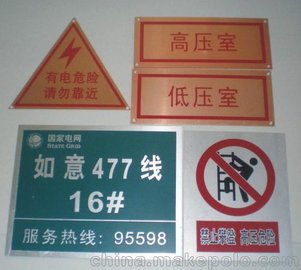 有电危险
请勿靠近
高压室
低压室
国家电网
STATE GRID
如意477线
16#
服务热线：95598
禁止攀登 高压危险
china.makepolo.com